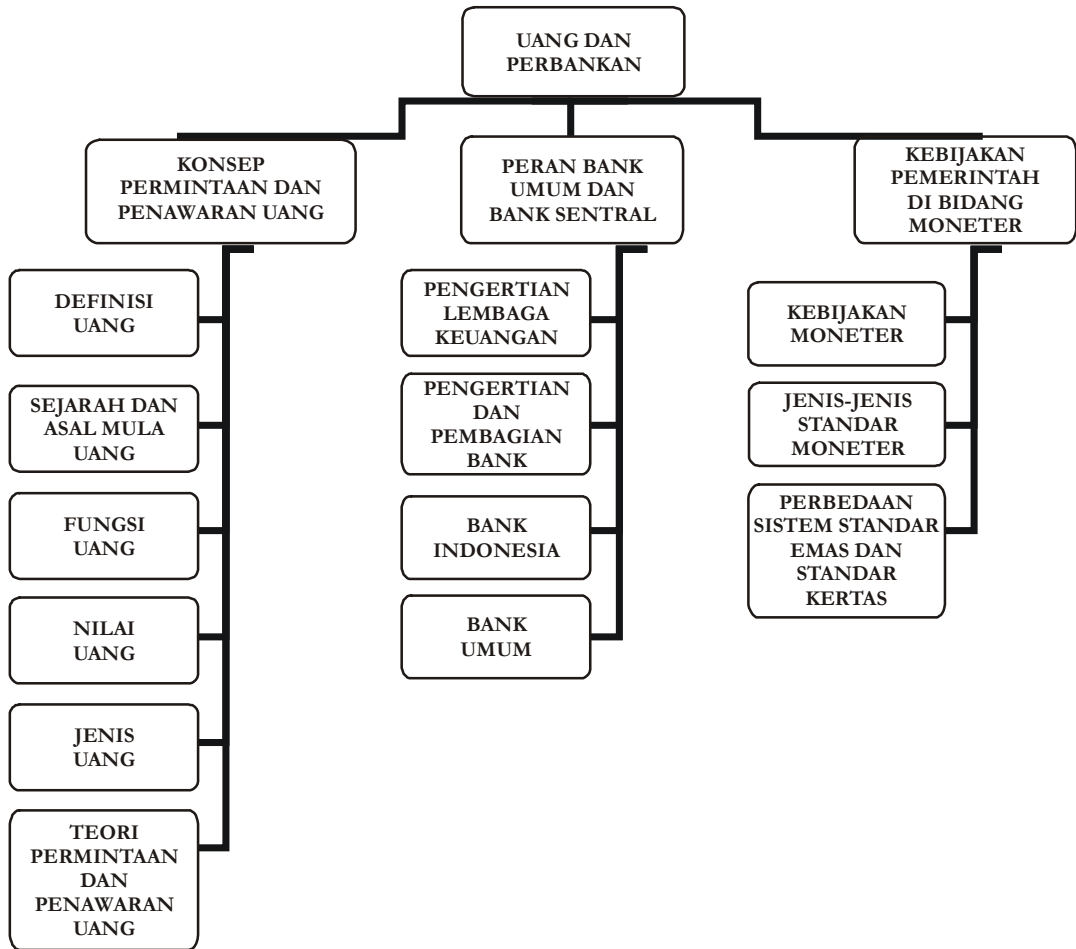 UANG DAN
PERBANKAN
KONSEP
PERMINTAAN DAN
PENAWARAN UANG
DEFINISI
UANG
SEJARAH DAN
ASAL MULA
UANG
FUNGSI
UANG
NILAI
UANG
JENIS
UANG
TEORI
PERMINTAAN
DAN
PENAWARAN
UANG
PERAN BANK
UMUM DAN
BANK SENTRAL
PENGERTIAN
LEMBAGA
KEUANGAN
PENGERTIAN
DAN
PEMBAGIAN
BANK
BANK
INDONESIA
BANK
UMUM
KEBIJAKAN
PEMERINTAH
DI BIDANG
MONETER
KEBIJAKAN
MONETER
JENIS-JENIS
STANDAR
MONETER
PERBEDAAN
SISTEM STANDAR
EMAS DAN
STANDAR
KERTAS